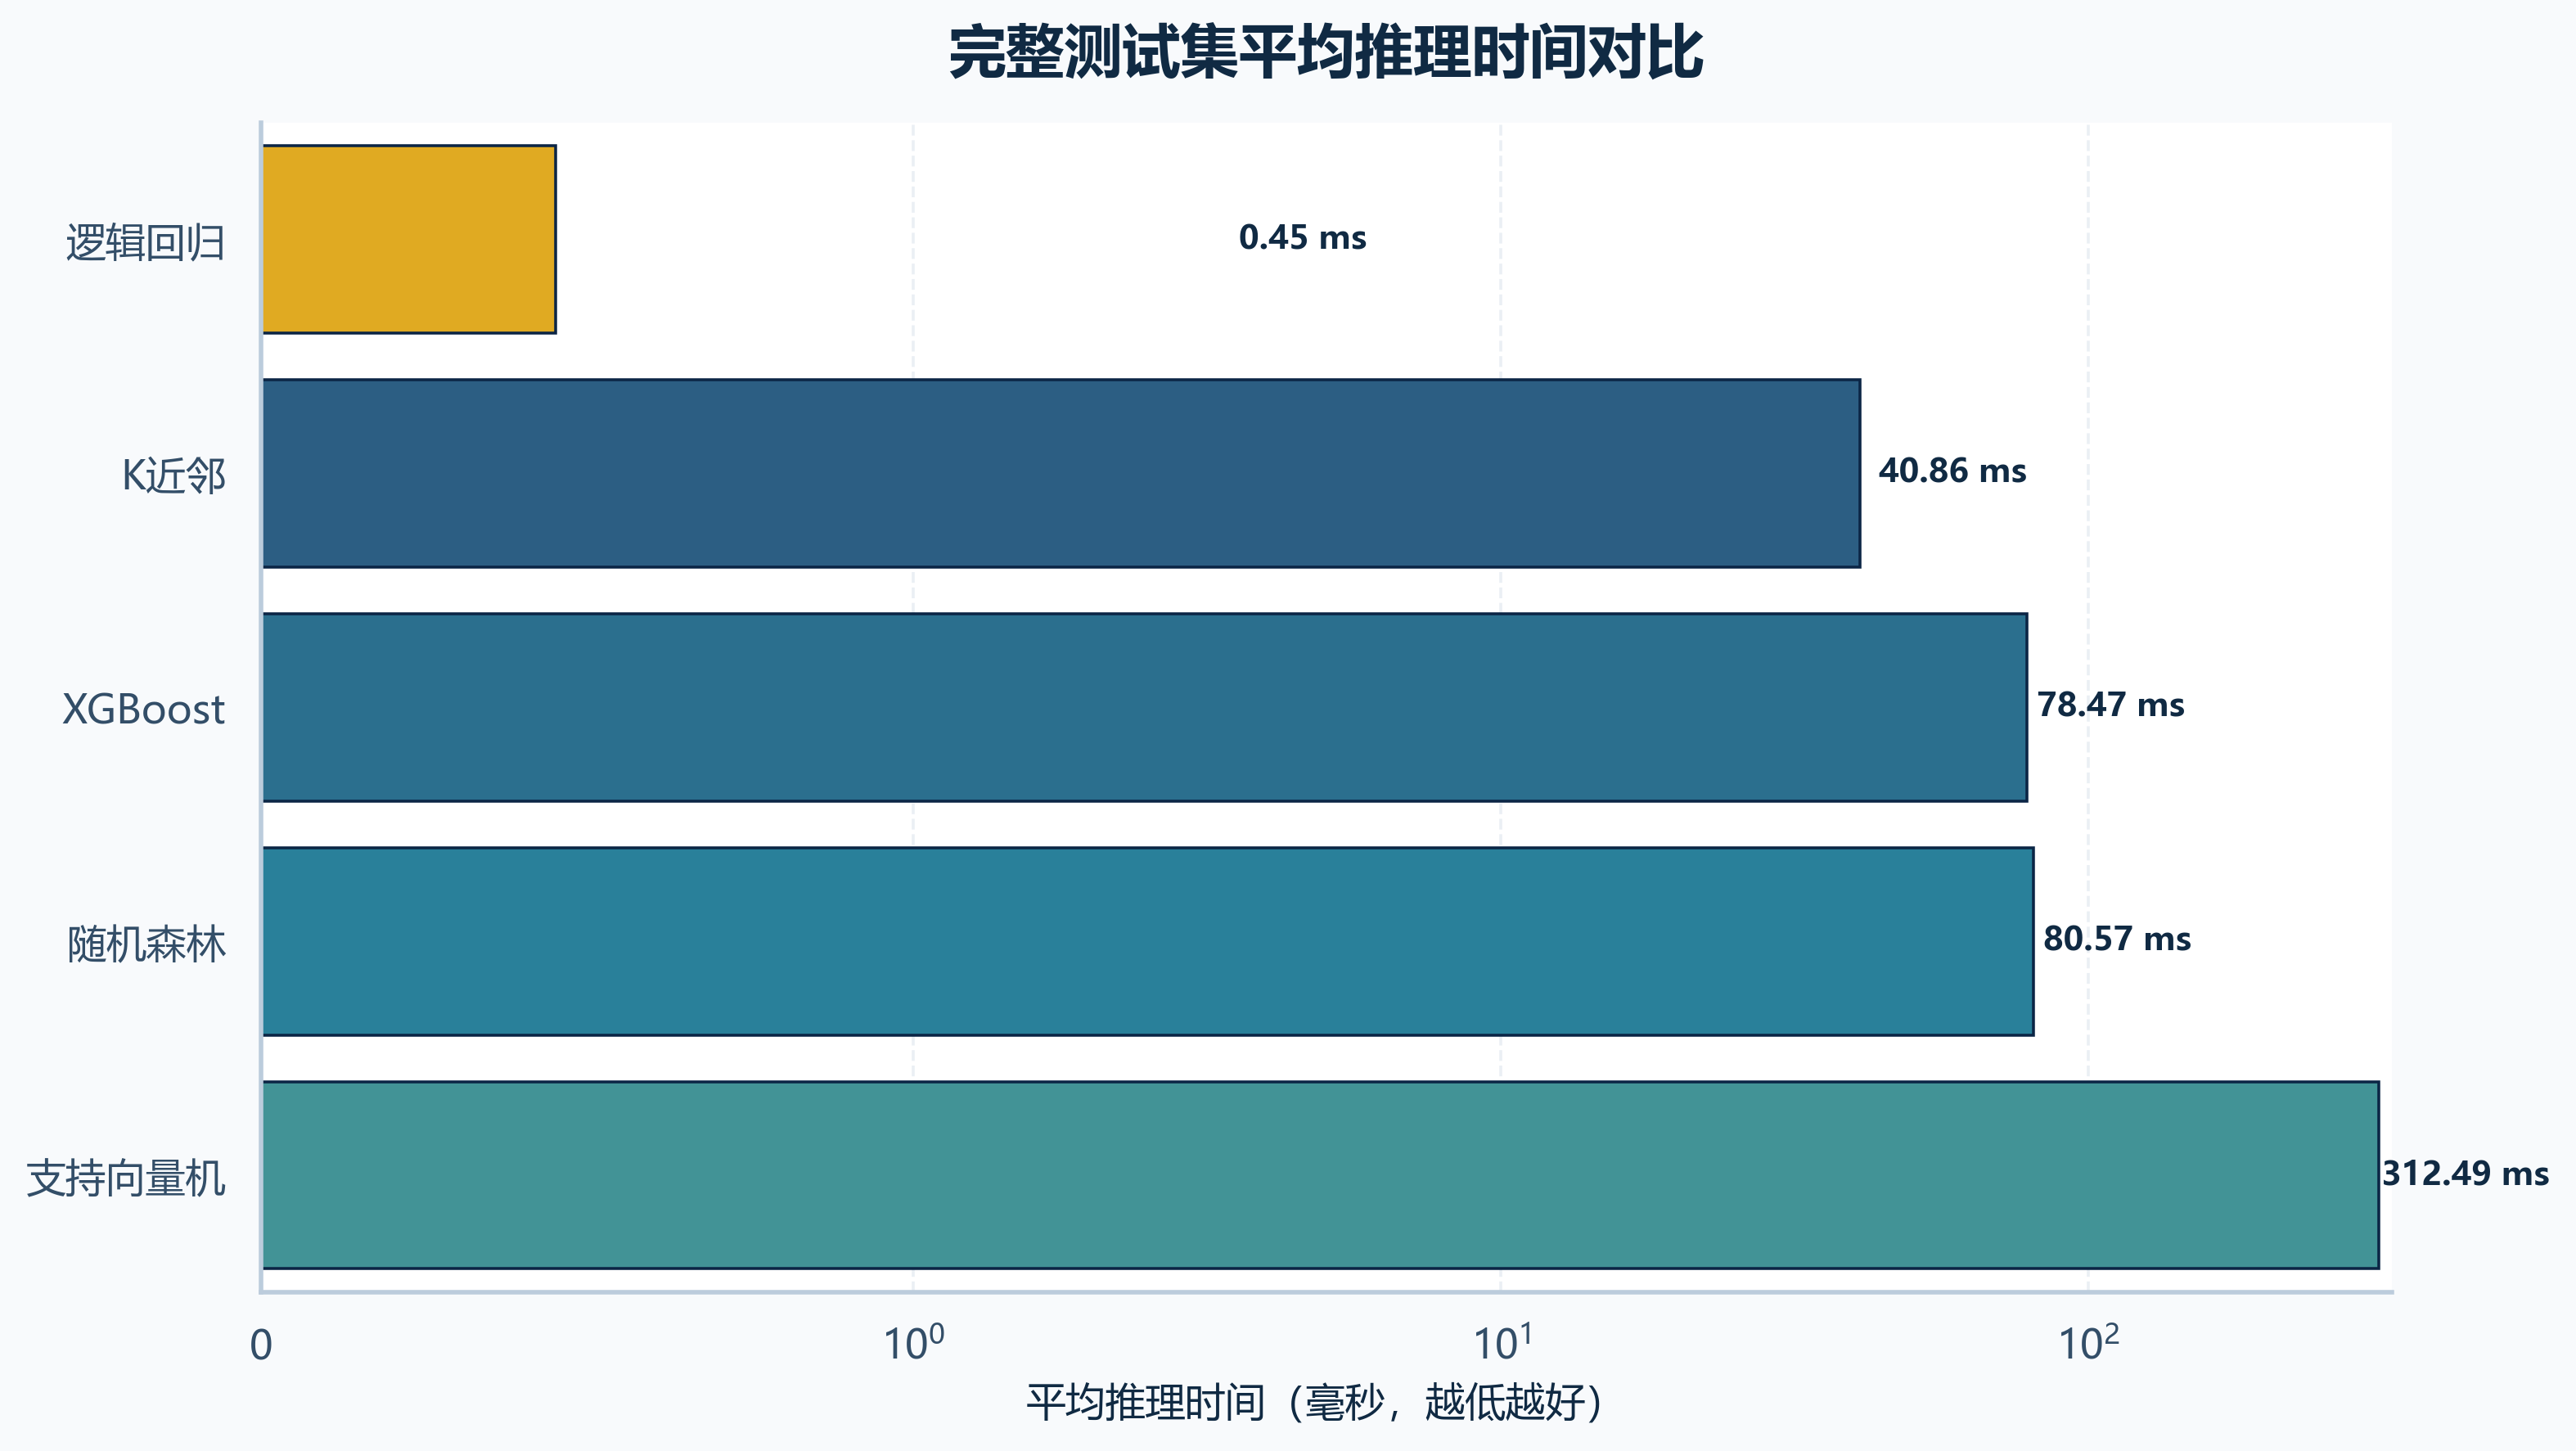 完整测试集平均推理时间对比
逻辑回归
0.45 ms
K近邻
40.86 ms
XGBoost
78.47 ms
随机森林
80.57 ms
支持向量机
312.49 ms
0 10⁰ 10¹ 10²
平均推理时间（毫秒，越低越好）